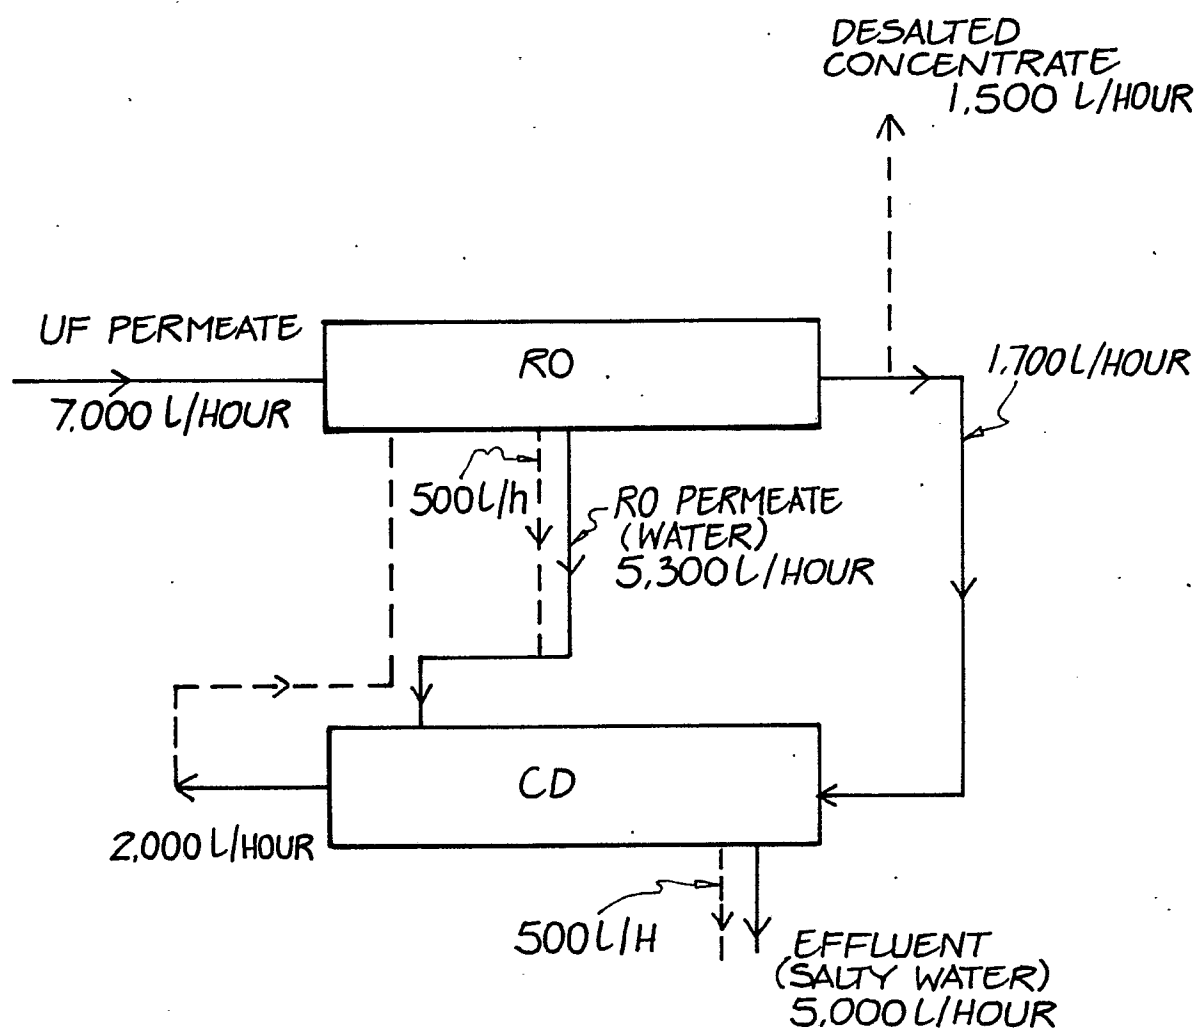 DESALTED
CONCENTRATE
1,500 L/HOUR
UF PERMEATE
7,000 L/HOUR
RO
1,700 L/HOUR
500 L/h
RO PERMEATE
(WATER)
5,300 L/HOUR
CD
2,000 L/HOUR
500 L/H
EFFLUENT
(SALTY WATER)
5,000 L/HOUR